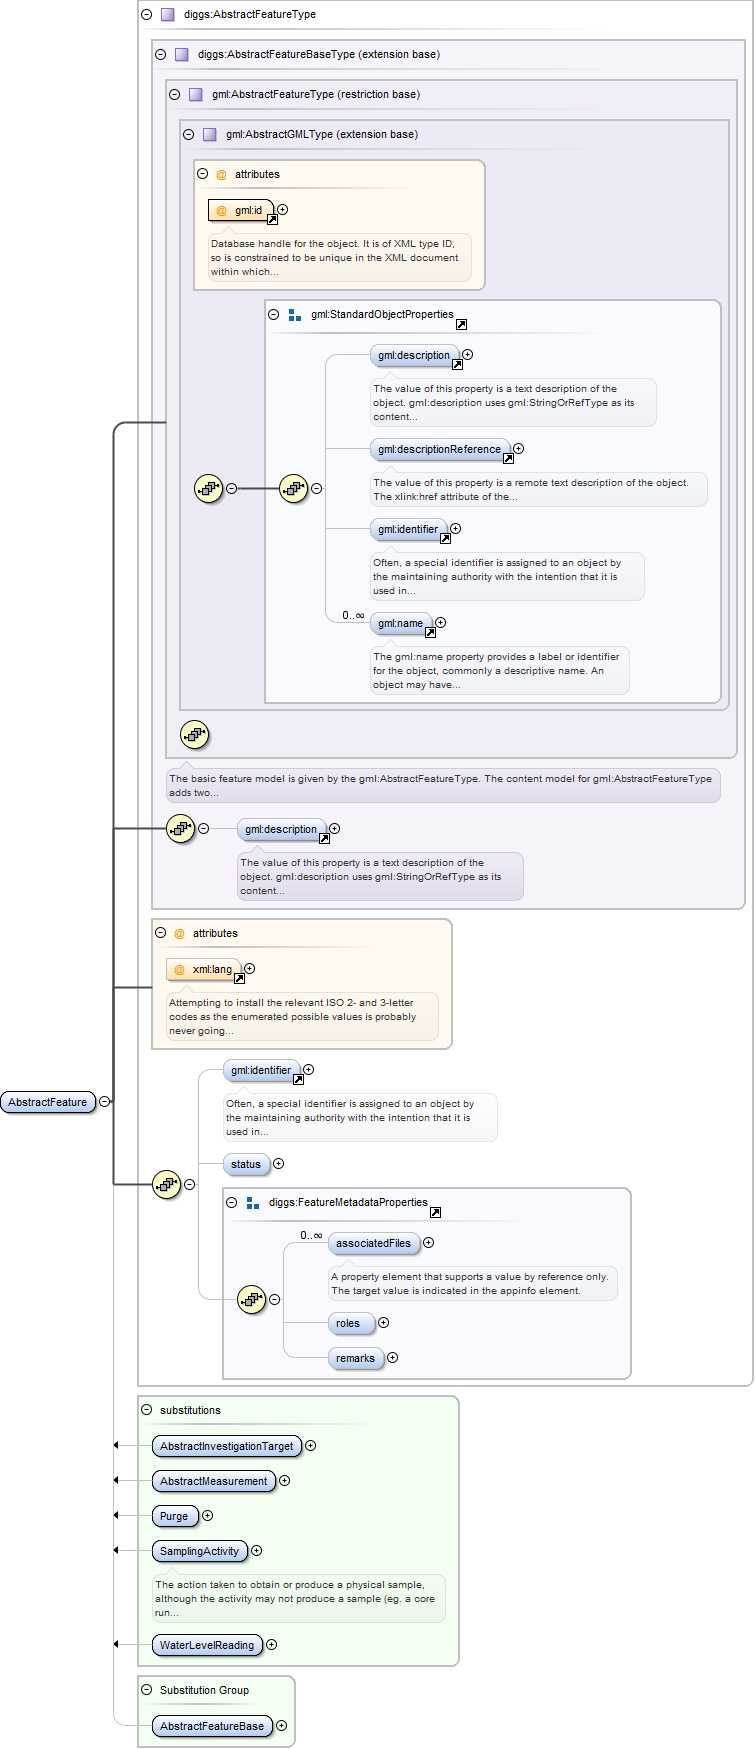 diggs:AbstractFeatureType
diggs:AbstractFeatureBaseType (extension base)
gml:AbstractFeatureType (restriction base)
gml:AbstractGMLType (extension base)
@ attributes
@ gml:id
Database handle for the object. It is of XML type ID,
so is constrained to be unique in the XML document
within which...
gml:StandardObjectProperties
gml:description
The value of this property is a text description of the
object. gml:description uses gml:StringOrRefType as its
content...
gml:descriptionReference
The value of this property is a remote text description of the object.
The xlink:href attribute of the...
gml:identifier
Often, a special identifier is assigned to an object by
the maintaining authority with the intention that it is
used in...
0..∞
gml:name
The gml:name property provides a label or identifier
for the object, commonly a descriptive name. An
object may have...
The basic feature model is given by the gml:AbstractFeatureType. The content model for gml:AbstractFeatureType
adds two...
gml:description
The value of this property is a text description of the
object. gml:description uses gml:StringOrRefType as its
content...
@ attributes
@ xml:lang
Attempting to install the relevant ISO 2- and 3-letter
codes as the enumerated possible values is probably
never going...
AbstractFeature
gml:identifier
Often, a special identifier is assigned to an object by
the maintaining authority with the intention that it is
used in...
status
diggs:FeatureMetadataProperties
0..∞
associatedFiles
A property element that supports a value by reference only.
The target value is indicated in the appinfo element.
roles
remarks
substitutions
AbstractInvestigationTarget
AbstractMeasurement
Purge
SamplingActivity
The action taken to obtain or produce a physical sample,
although the activity may not produce a sample (eg. a core
run...
WaterLevelReading
Substitution Group
AbstractFeatureBase